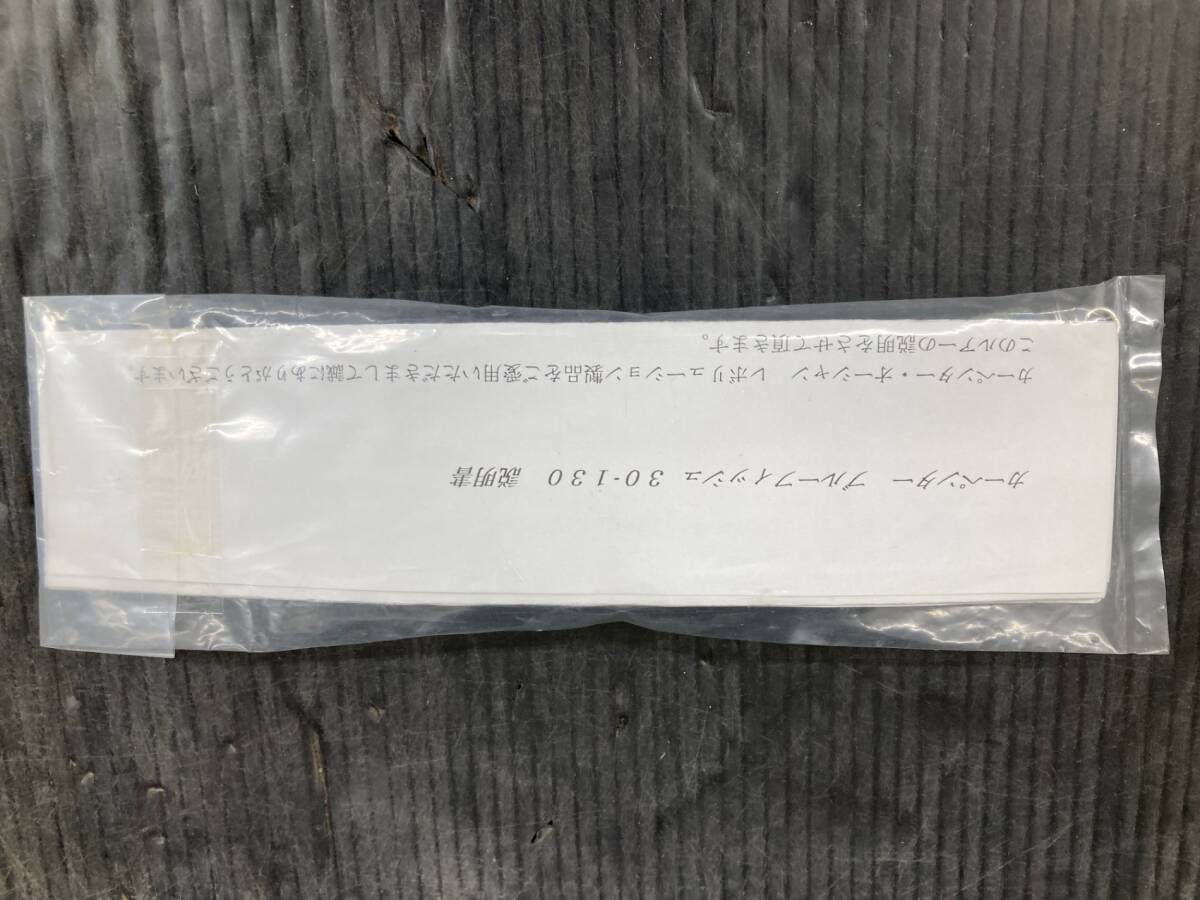 カーペンター　ブルーフィッシュ　30-130　説明書
カーペンター・オーシャン　レボリューション製品をご愛用いただきまして誠にありがとうございます。
このルアーの説明をさせて頂きます。